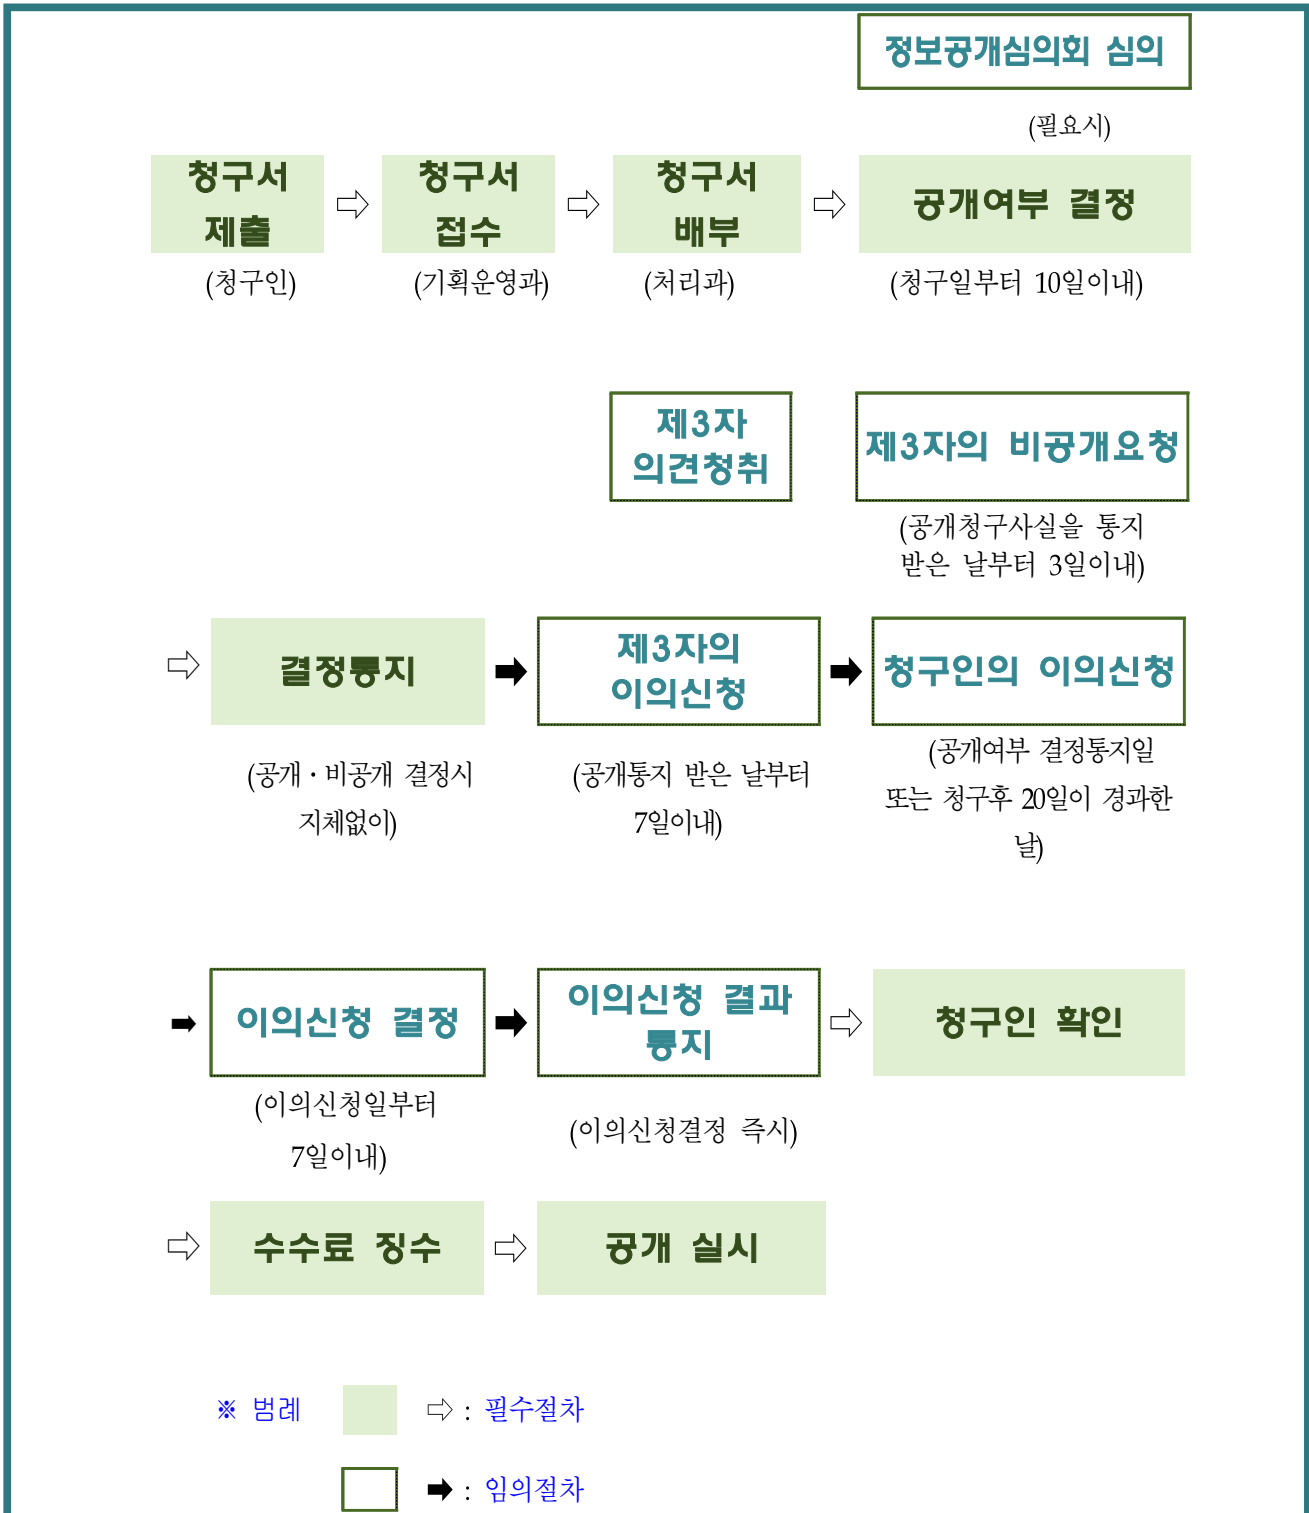 정보공개심의회 심의
(필요시)
청구서
제출
⇨
청구서
접수
⇨
청구서
배부
⇨
공개여부 결정
(청구인)
(기획운영과)
(처리과)
(청구일부터 10일이내)
제3자
의견청취
제3자의 비공개요청
(공개청구사실을 통지
받은 날부터 3일이내)
⇨
결정통지
➡
제3자의
이의신청
➡
청구인의 이의신청
(공개·비공개 결정시
지체없이)
(공개통지 받은 날부터
7일이내)
(공개여부 결정통지일
또는 청구후 20일이 경과한
날)
➡
이의신청 결정
➡
이의신청 결과
통지
⇨
청구인 확인
(이의신청일부터
7일이내)
(이의신청결정 즉시)
⇨
수수료 징수
⇨
공개 실시
※ 범례
⇨ : 필수절차
➡ : 임의절차